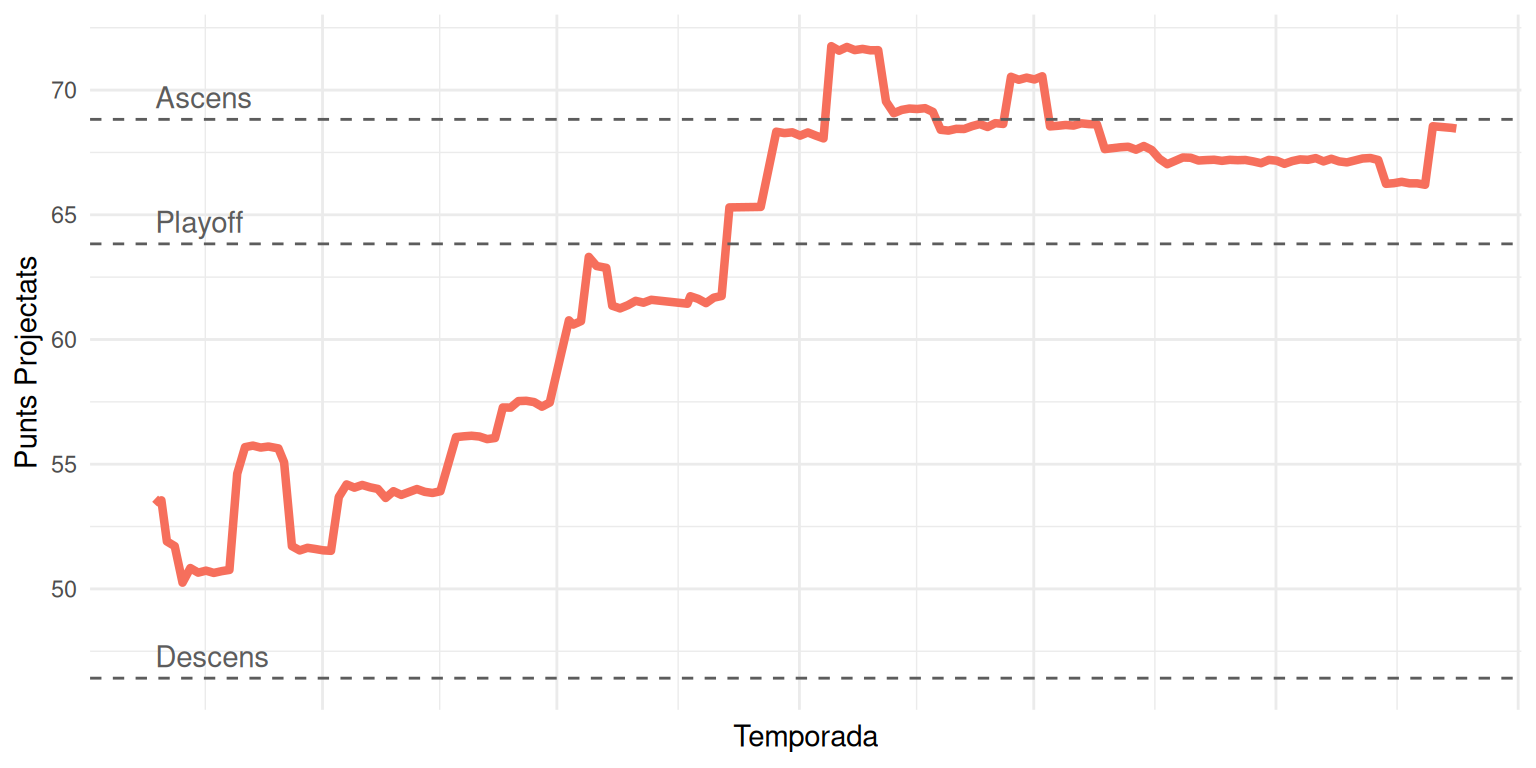 70
Ascens
65
Playoff
Punts Projectats
60
55
50
Descens
Temporada